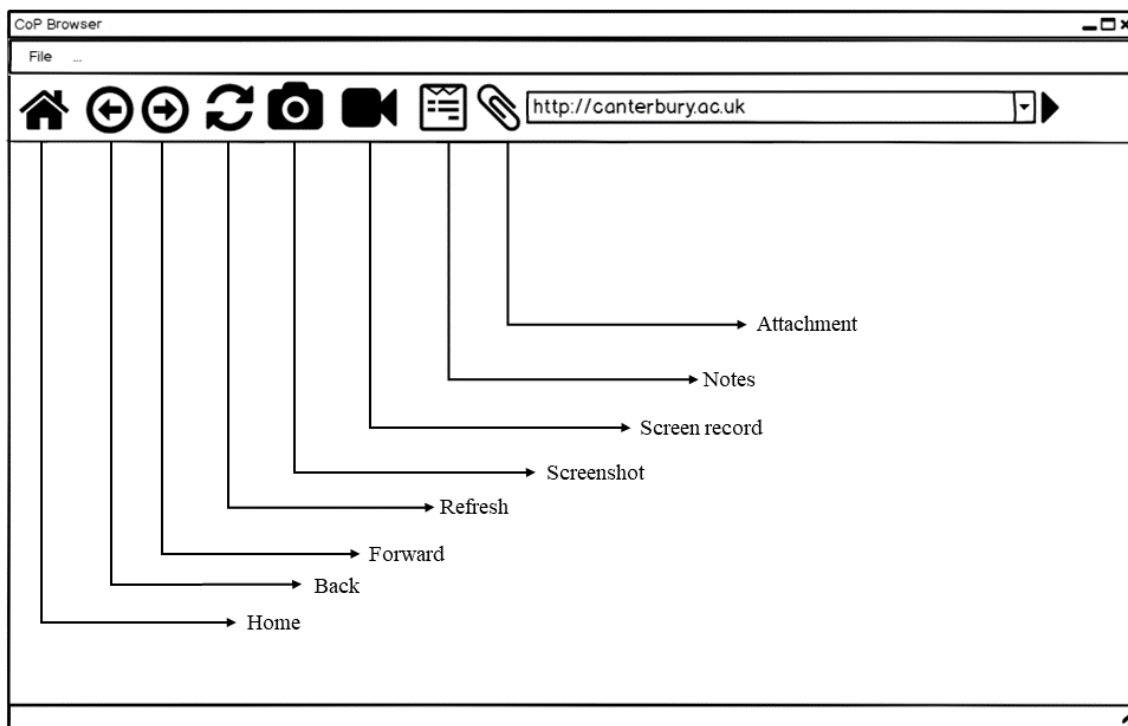 CoP Browser
File ...
http://canterbury.ac.uk
Attachment
Notes
Screen record
Screenshot
Refresh
Forward
Back
Home